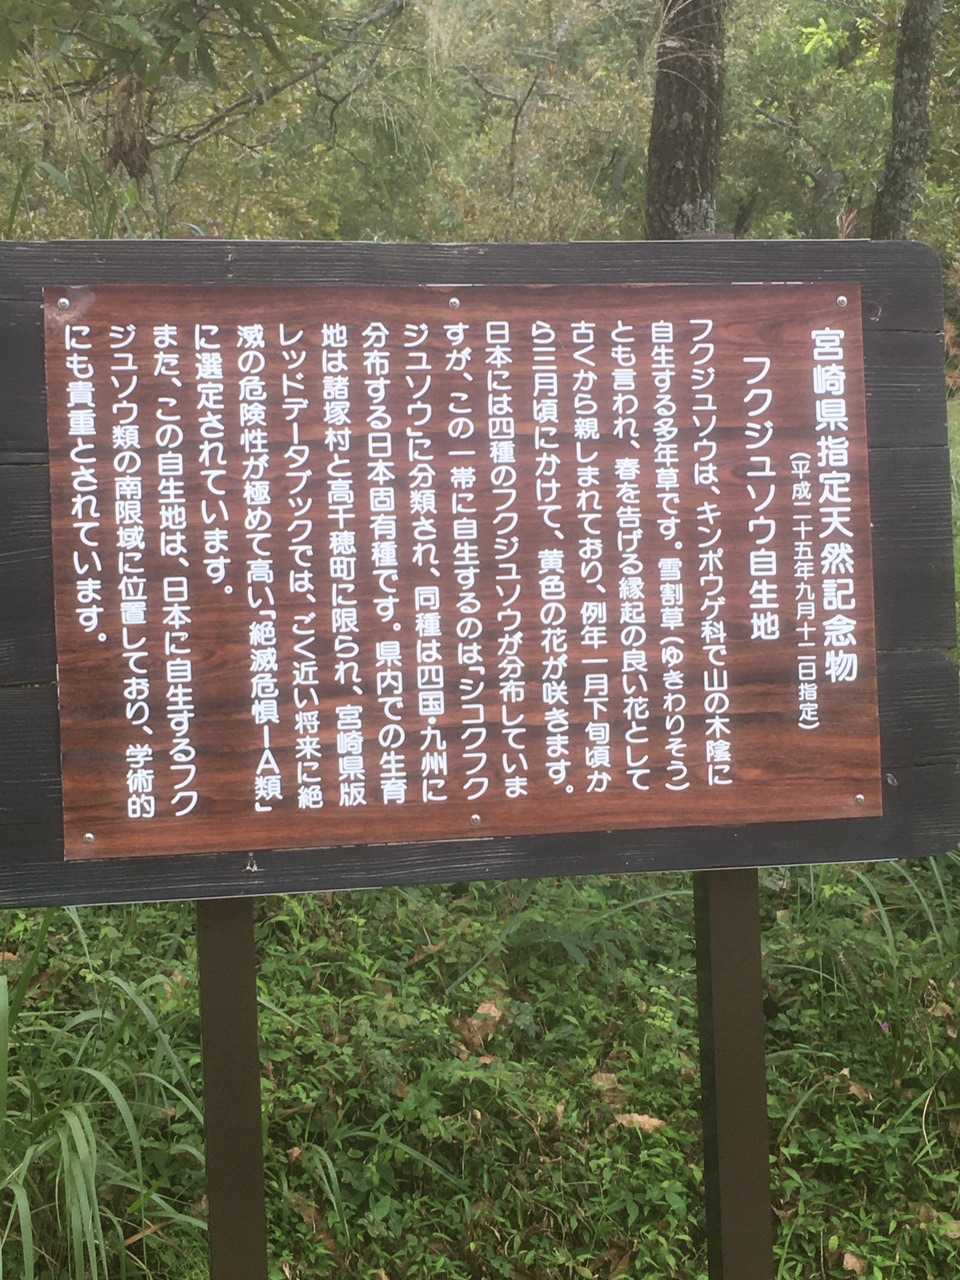 宮崎県指定天然記念物
(平成二十五年九月十二日指定)
フクジュソウ自生地
フクジュソウは、キンポウゲ科で山の木陰に
自生する多年草です。雪割草(ゆきわりそう)
とも言われ、春を告げる縁起の良い花として
古くから親しまれており、例年一月下旬頃か
ら三月頃にかけて、黄色の花が咲きます。
日本には四種のフクジュソウが分布していま
すが、この一帯に自生するのは「シコクフク
ジュソウ」に分類され、同種は四国・九州に
分布する日本固有種です。県内での生育
地は諸塚村と高千穂町に限られ、宮崎県版
レッドデータブックでは、ごく近い将来に絶
滅の危険性が極めて高い「絶滅危惧ⅠA類」
に選定されています。
また、この自生地は、日本に自生するフク
ジュソウ類の南限域に位置しており、学術的
にも貴重とされています。